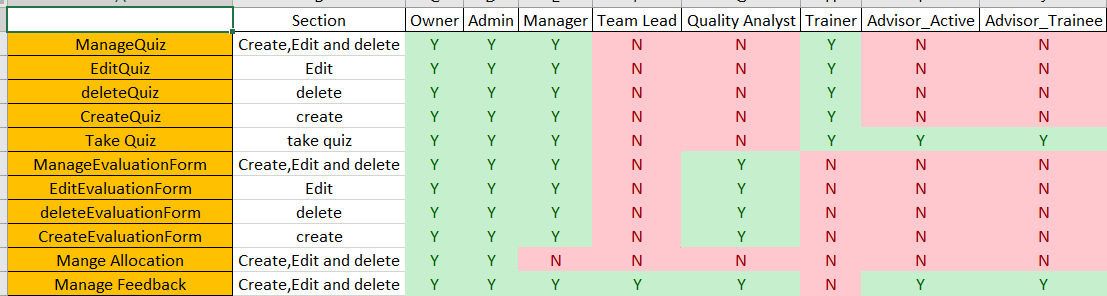 Section Owner Admin Manager Team Lead Quality Analyst Trainer Advisor_Active Advisor_Trainee
ManageQuiz Create,Edit and delete Y Y Y N N Y N N
EditQuiz Edit Y Y Y N N Y N N
deleteQuiz delete Y Y Y N N Y N N
CreateQuiz create Y Y Y N N Y N N
Take Quiz take quiz Y Y Y N N Y Y Y
ManageEvaluationForm Create,Edit and delete Y Y Y N Y N N N
EditEvaluationForm Edit Y Y Y N Y N N N
deleteEvaluationForm delete Y Y Y N Y N N N
CreateEvaluationForm create Y Y Y N Y N N N
Mange Allocation Create,Edit and delete Y Y N N N N N N
Manage Feedback Create,Edit and delete Y Y Y Y Y N Y Y